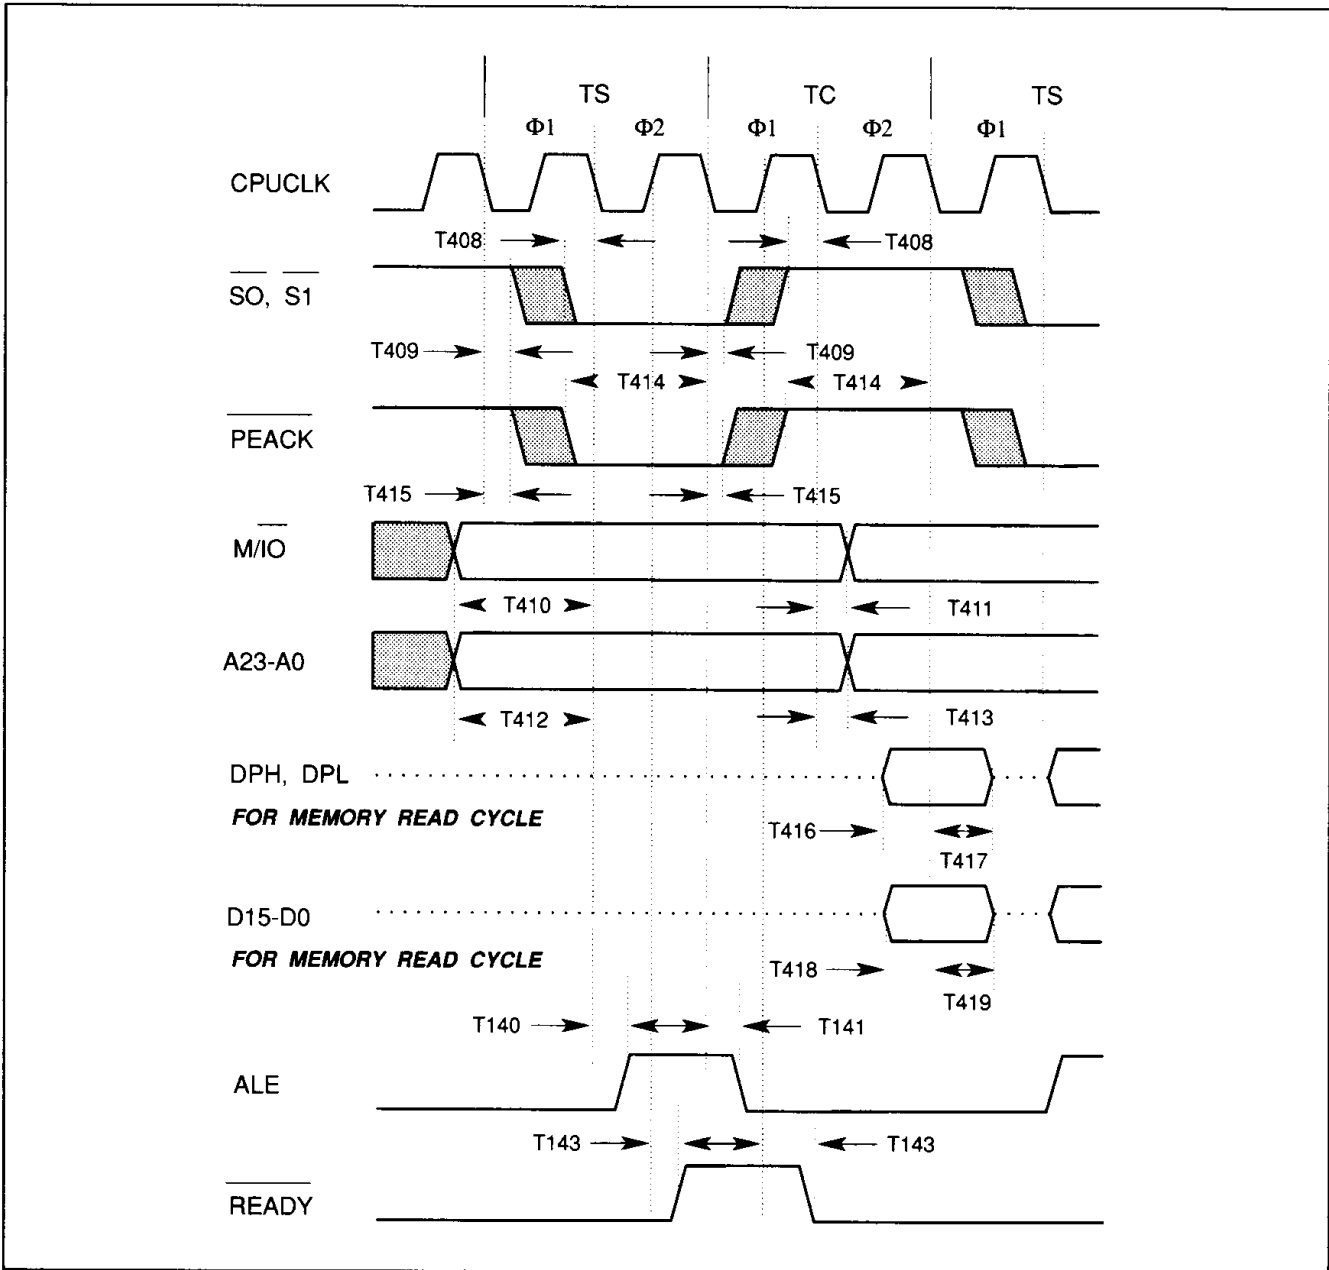 TS TC TS
Φ1 Φ2 Φ1 Φ2 Φ1
CPUCLK
T408 T408
SO, S1
T409 T409
T414 T414
PEACK
T415 T415
M/IO
T410 T411
A23-A0
T412 T413
DPH, DPL
FOR MEMORY READ CYCLE
T416
T417
D15-D0
FOR MEMORY READ CYCLE
T418
T419
T140 T141
ALE
T143 T143
READY